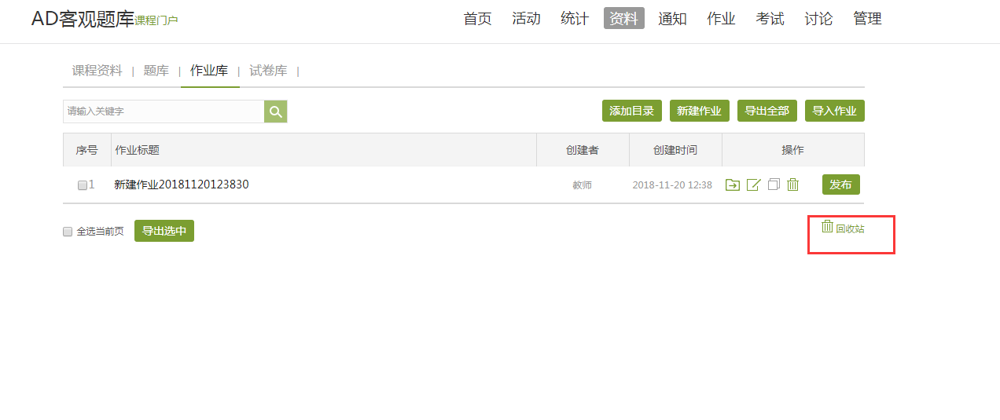 AD客观题库课程门户 首页 活动 统计 资料 通知 作业 考试 讨论 管理
课程资料 | 题库 | 作业库 | 试卷库 |
请输入关键字 添加目录 新建作业 导出全部 导入作业
序号 作业标题 创建者 创建时间 操作
1 新建作业20181120123830 教师 2018-11-20 12:38 发布
全选当前页 导出选中 回收站